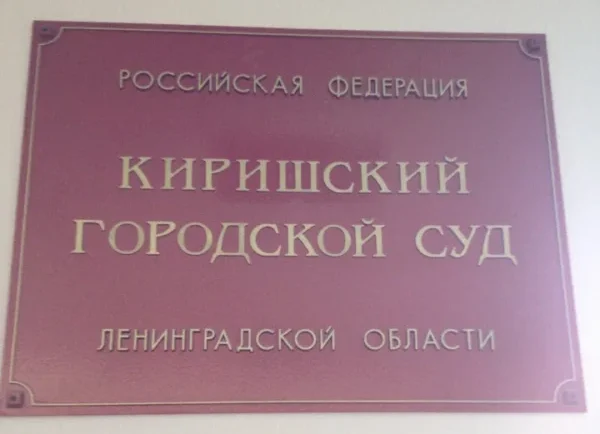 РОССИЙСКАЯ ФЕДЕРАЦИЯ
КИРИШСКИЙ
ГОРОДСКОЙ СУД
ЛЕНИНГРАДСКОЙ ОБЛАСТИ